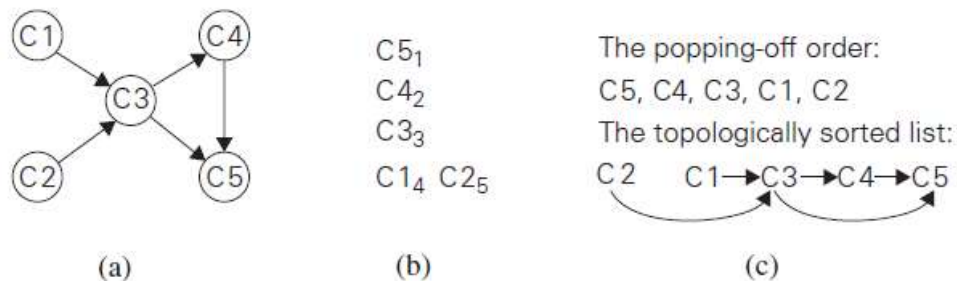 C1
C4
C3
C2
C5
(a)
C5₁
C4₂
C3₃
C1₄ C2₅
(b)
The popping-off order:
C5, C4, C3, C1, C2
The topologically sorted list:
C2 C1→C3→C4→C5
(c)